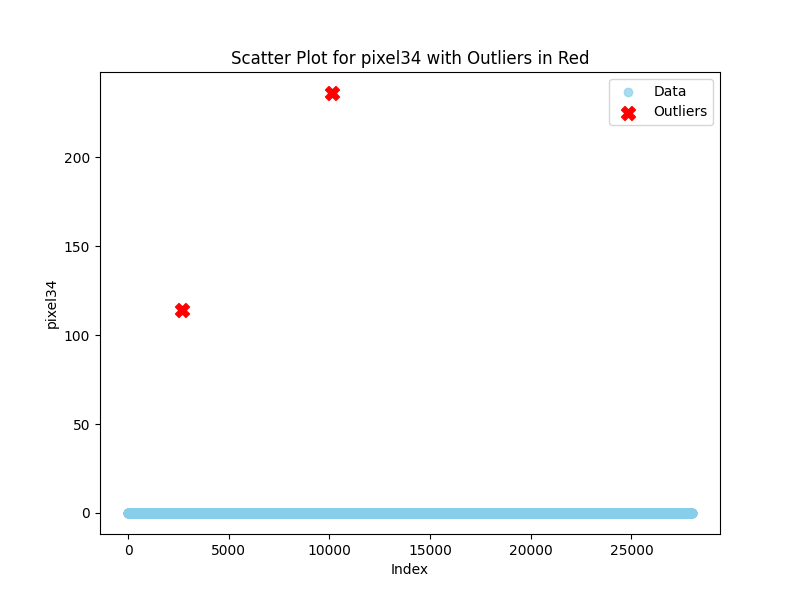 Scatter Plot for pixel34 with Outliers in Red
Data
Outliers
200
150
100
50
0
pixel34
0 5000 10000 15000 20000 25000
Index